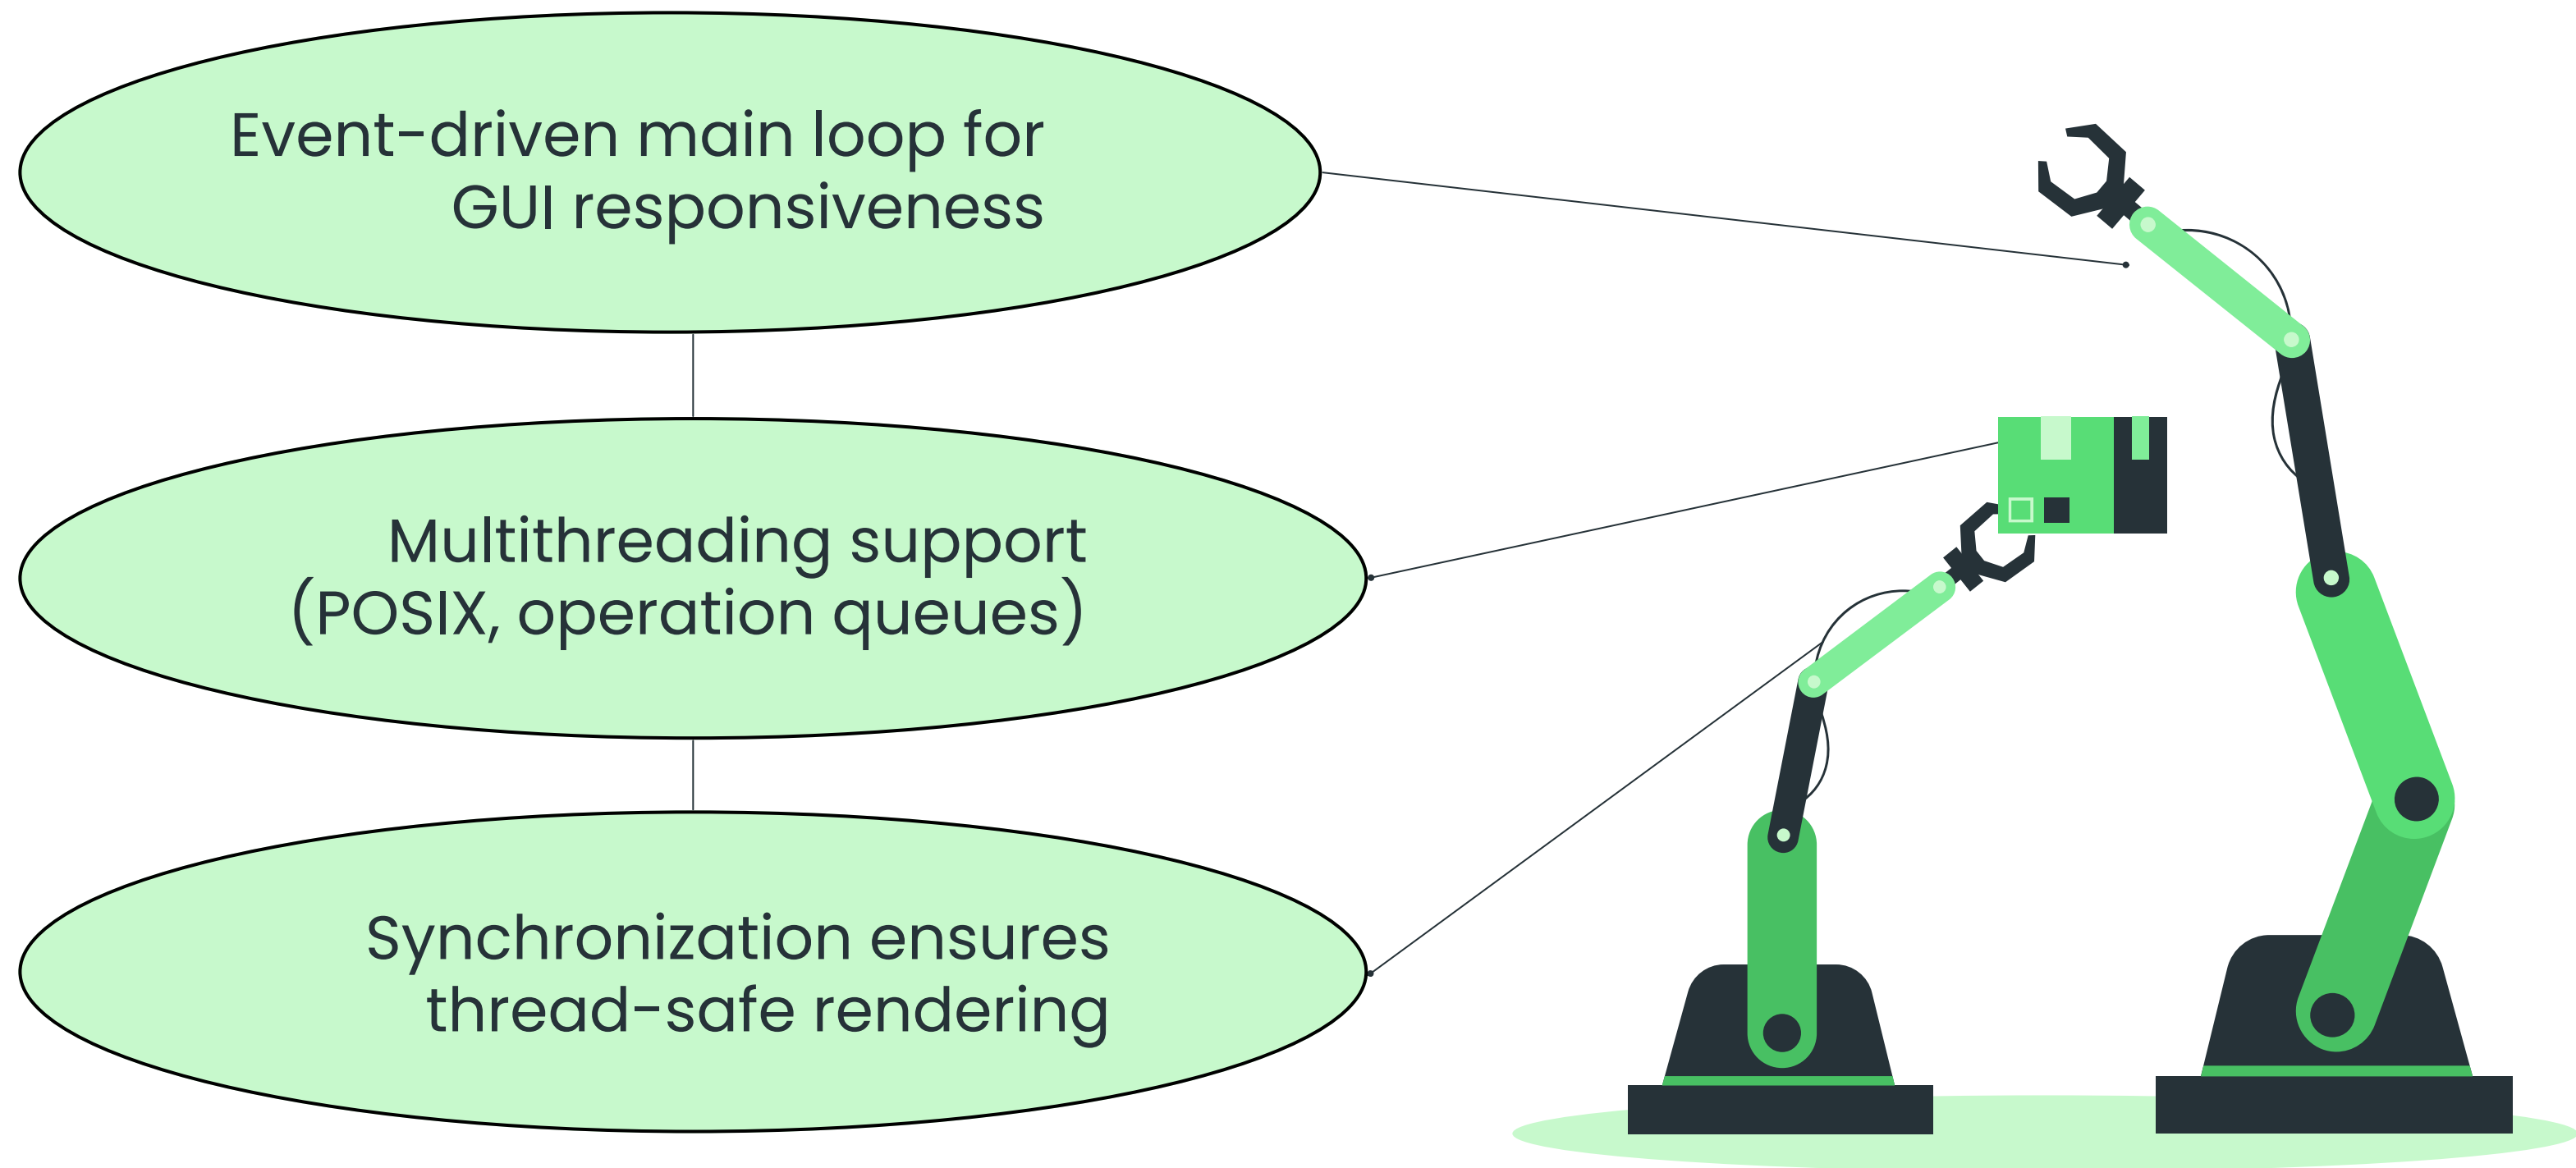 Event-driven main loop for
GUI responsiveness
Multithreading support
(POSIX, operation queues)
Synchronization ensures
thread-safe rendering